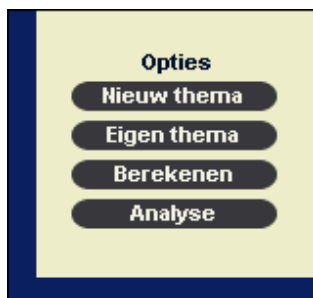 Opties
Nieuw thema
Eigen thema
Berekenen
Analyse